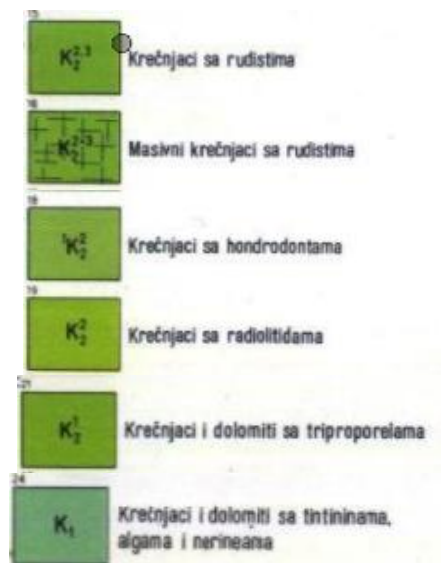 15
K₂²,³ Krečnjaci sa rudistima
16
K₂²⁻³ Masivni krečnjaci sa rudistima
18
¹K₂² Krečnjaci sa hondrodontama
19
K₂² Krečnjaci sa radiolitidama
21
K₂¹ Krečnjaci i dolomiti sa triproporelama
24
K₁ Krečnjaci i dolomiti sa tintininama,
algama i nerineama